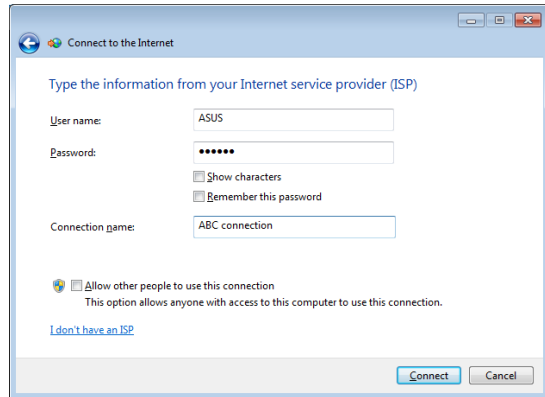 Connect to the Internet
Type the information from your Internet service provider (ISP)
User name: ASUS
Password: ••••••
Show characters
Remember this password
Connection name: ABC connection
Allow other people to use this connection
This option allows anyone with access to this computer to use this connection.
I don't have an ISP
Connect Cancel